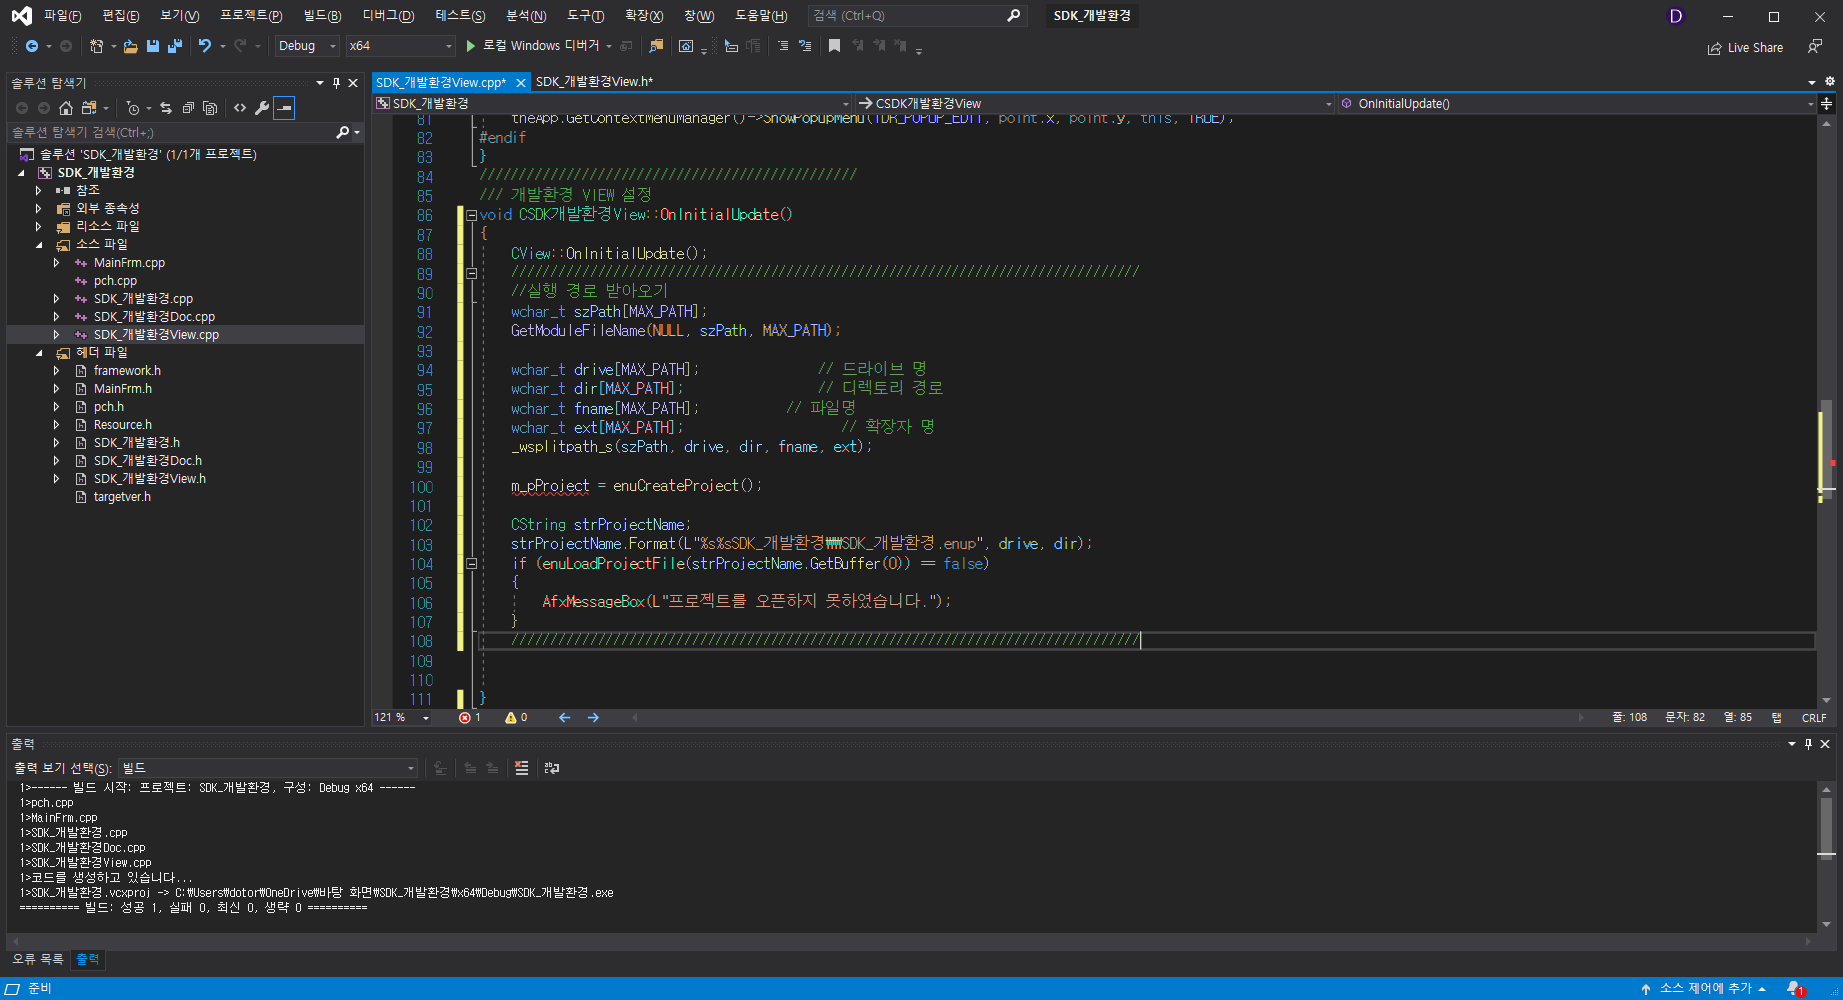 파일(F) 편집(E) 보기(V) 프로젝트(P) 빌드(B) 디버그(D) 테스트(S) 분석(N) 도구(T) 확장(X) 창(W) 도움말(H) 검색 (Ctrl+Q) SDK_개발환경 D
Debug x64 로컬 Windows 디버거 Live Share
솔루션 탐색기
솔루션 탐색기 검색(Ctrl+;)
솔루션 'SDK_개발환경' (1/1개 프로젝트)
SDK_개발환경
참조
외부 종속성
리소스 파일
소스 파일
MainFrm.cpp
pch.cpp
SDK_개발환경.cpp
SDK_개발환경Doc.cpp
SDK_개발환경View.cpp
헤더 파일
framework.h
MainFrm.h
pch.h
Resource.h
SDK_개발환경.h
SDK_개발환경Doc.h
SDK_개발환경View.h
targetver.h
SDK_개발환경View.cpp* SDK_개발환경View.h*
SDK_개발환경 CSDK개발환경View OnInitialUpdate()
81 theApp.GetContextMenuManager()->ShowPopupMenu(IDR_POPUP_EDIT, point.x, point.y, this, TRUE);
82 #endif
83 }
84 ////////////////////////////////////////////////
85 /// 개발환경 VIEW 설정
86 void CSDK개발환경View::OnInitialUpdate()
87 {
88 CView::OnInitialUpdate();
89 ////////////////////////////////////////////////////////////////////////////////
90 //실행 경로 받아오기
91 wchar_t szPath[MAX_PATH];
92 GetModuleFileName(NULL, szPath, MAX_PATH);
93
94 wchar_t drive[MAX_PATH]; // 드라이브 명
95 wchar_t dir[MAX_PATH]; // 디렉토리 경로
96 wchar_t fname[MAX_PATH]; // 파일명
97 wchar_t ext[MAX_PATH]; // 확장자 명
98 _wsplitpath_s(szPath, drive, dir, fname, ext);
99
100 m_pProject = enuCreateProject();
101
102 CString strProjectName;
103 strProjectName.Format(L"%s%sSDK_개발환경₩₩SDK_개발환경.enup", drive, dir);
104 if (enuLoadProjectFile(strProjectName.GetBuffer(0)) == false)
105 {
106 AfxMessageBox(L"프로젝트를 오픈하지 못하였습니다.");
107 }
108 ////////////////////////////////////////////////////////////////////////////////
109
110
111 }
121 % 1 0 줄: 108 문자: 82 열: 85 탭 CRLF
출력
출력 보기 선택(S): 빌드
1>------ 빌드 시작: 프로젝트: SDK_개발환경, 구성: Debug x64 ------
1>pch.cpp
1>MainFrm.cpp
1>SDK_개발환경.cpp
1>SDK_개발환경Doc.cpp
1>SDK_개발환경View.cpp
1>코드를 생성하고 있습니다...
1>SDK_개발환경.vcxproj -> C:₩Users₩dotor₩OneDrive₩바탕 화면₩SDK_개발환경₩x64₩Debug₩SDK_개발환경.exe
========== 빌드: 성공 1, 실패 0, 최신 0, 생략 0 ==========
오류 목록 출력
준비 소스 제어에 추가 1